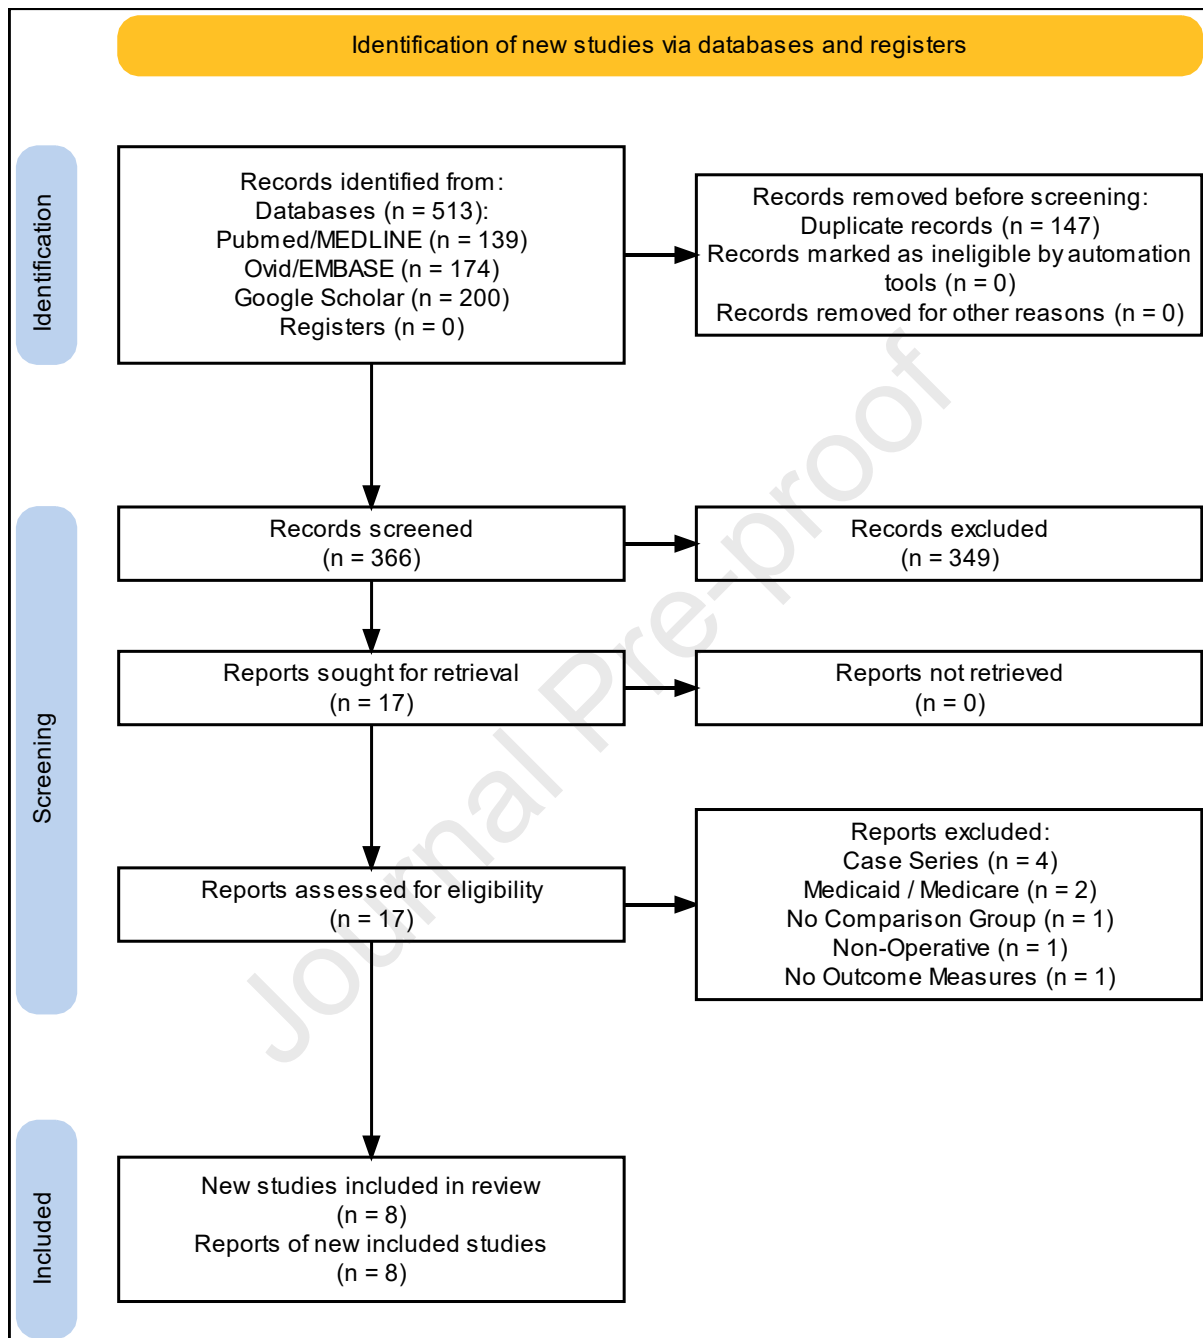 Identification of new studies via databases and registers
Identification
Records identified from:
Databases (n = 513):
Pubmed/MEDLINE (n = 139)
Ovid/EMBASE (n = 174)
Google Scholar (n = 200)
Registers (n = 0)
Records removed before screening:
Duplicate records (n = 147)
Records marked as ineligible by automation
tools (n = 0)
Records removed for other reasons (n = 0)
Screening
Records screened
(n = 366)
Records excluded
(n = 349)
Reports sought for retrieval
(n = 17)
Reports not retrieved
(n = 0)
Reports assessed for eligibility
(n = 17)
Reports excluded:
Case Series (n = 4)
Medicaid / Medicare (n = 2)
No Comparison Group (n = 1)
Non-Operative (n = 1)
No Outcome Measures (n = 1)
Included
New studies included in review
(n = 8)
Reports of new included studies
(n = 8)
Journal Pre-proof